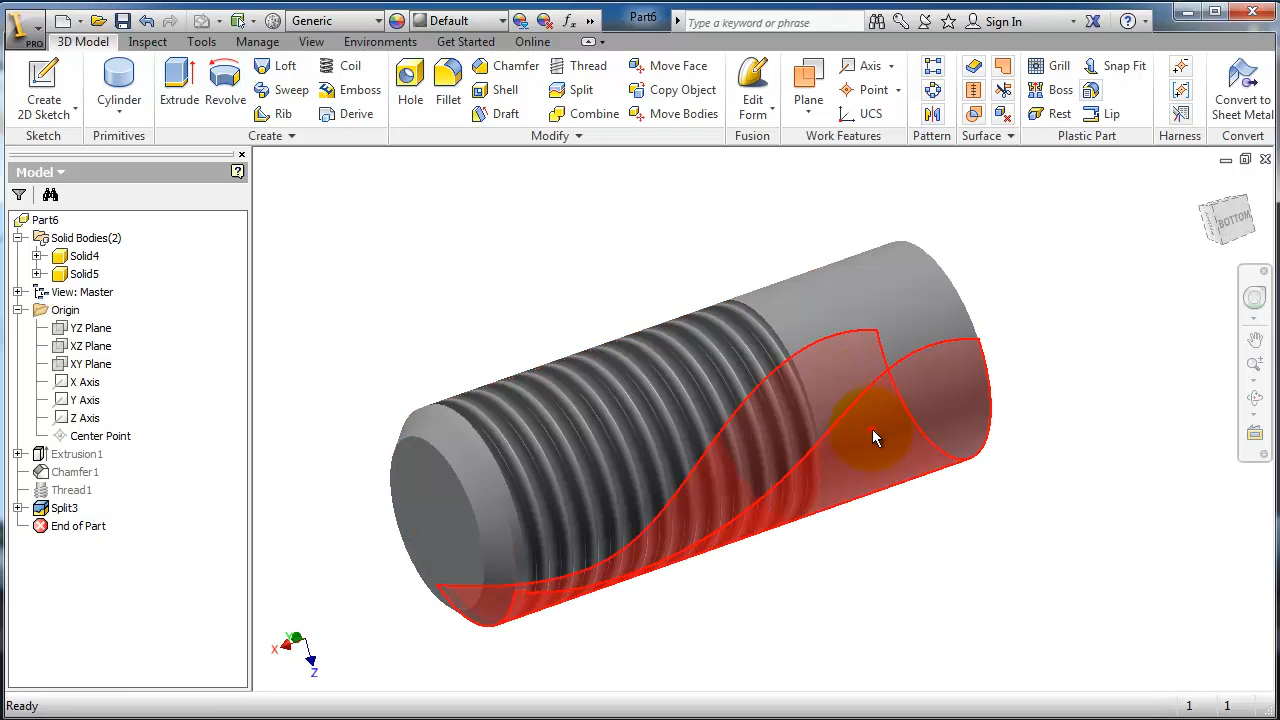 PRO
Generic
Default
fx
Part6
Type a keyword or phrase
Sign In
3D Model
Inspect
Tools
Manage
View
Environments
Get Started
Online
Create 2D Sketch
Cylinder
Extrude
Revolve
Loft
Sweep
Rib
Coil
Emboss
Derive
Hole
Fillet
Chamfer
Shell
Draft
Thread
Split
Combine
Move Face
Copy Object
Move Bodies
Edit Form
Plane
Axis
Point
UCS
Grill
Boss
Rest
Snap Fit
Lip
Convert to Sheet Metal
Sketch
Primitives
Create
Modify
Fusion
Work Features
Pattern
Surface
Plastic Part
Harness
Convert
Model
Part6
Solid Bodies(2)
Solid4
Solid5
View: Master
Origin
YZ Plane
XZ Plane
XY Plane
X Axis
Y Axis
Z Axis
Center Point
Extrusion1
Chamfer1
Thread1
Split3
End of Part
BOTTOM
Y
X
Z
Ready
1
1